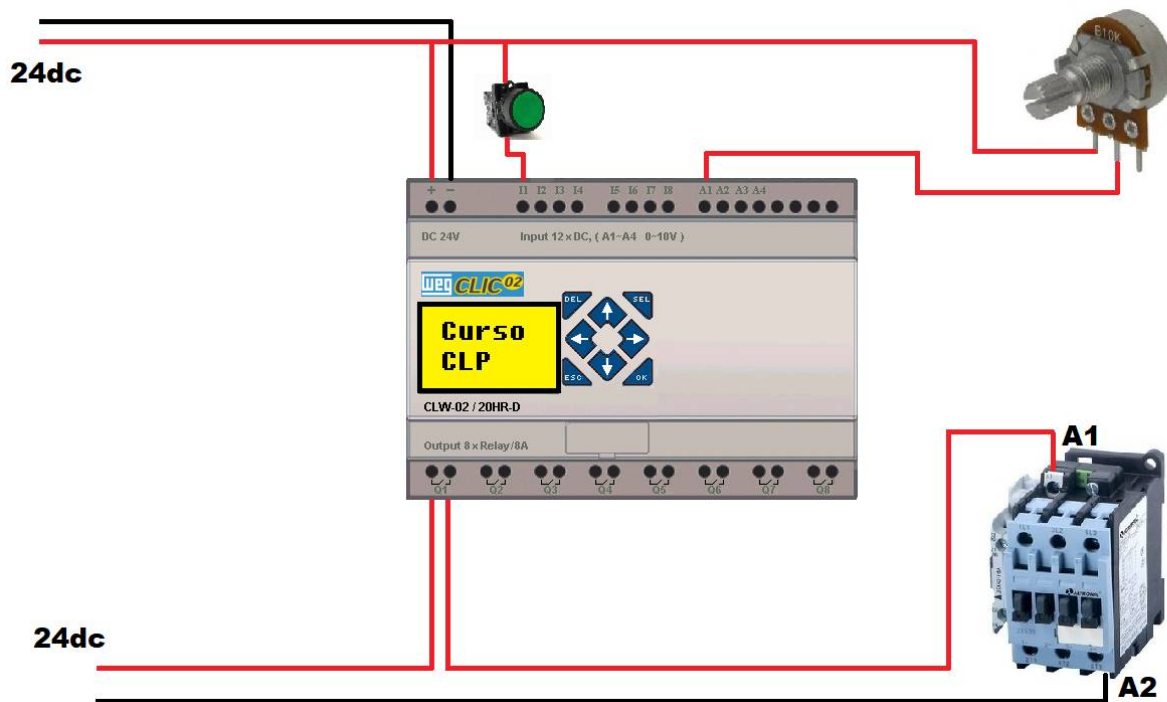 24dc
B10K
+ -
I1 I2 I3 I4 I5 I6 I7 I8 A1 A2 A3 A4
DC 24V Input 12×DC, ( A1~A4 0~10V )
WEG CLIC 02
DEL SEL
Curso
CLP
ESC OK
CLW-02 / 20HR-D
Output 8×Relay/8A
Q1 Q2 Q3 Q4 Q5 Q6 Q7 Q8
A1
24dc
A2